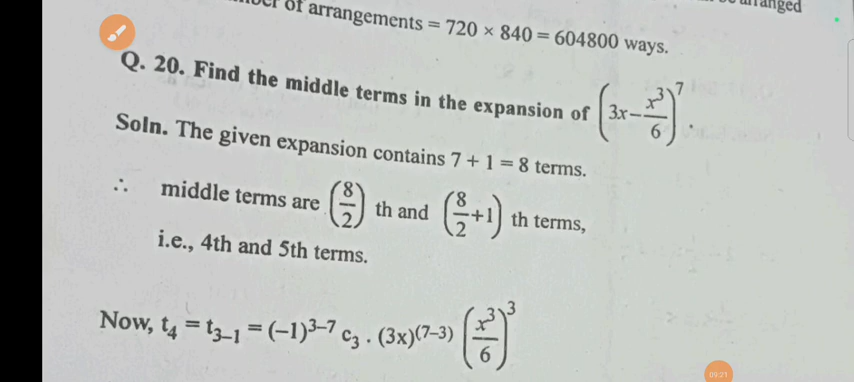 of arrangements = 720 × 840 = 604800 ways.
Q. 20. Find the middle terms in the expansion of (3x − x³/6)⁷.
Soln. The given expansion contains 7 + 1 = 8 terms.
∴ middle terms are (8/2) th and (8/2 + 1) th terms,
i.e., 4th and 5th terms.
Now, t₄ = t₃₋₁ = (−1)³⁻⁷ c₃ . (3x)⁽⁷⁻³⁾ (x³/6)³
09:21